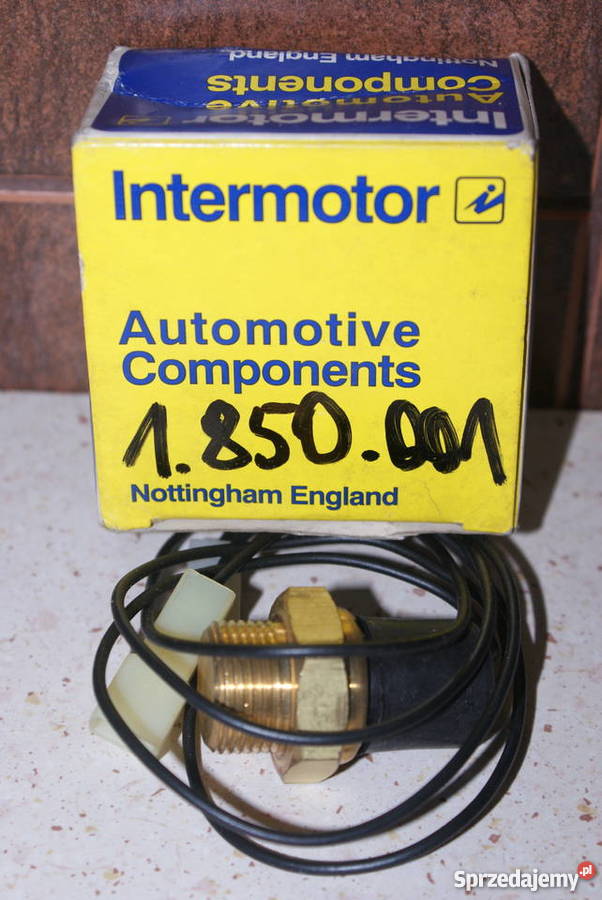 Nottingham England
Automotive
Components
Intermotor
Intermotor
Automotive
Components
1.850.001
Nottingham England
Sprzedajemy.pl